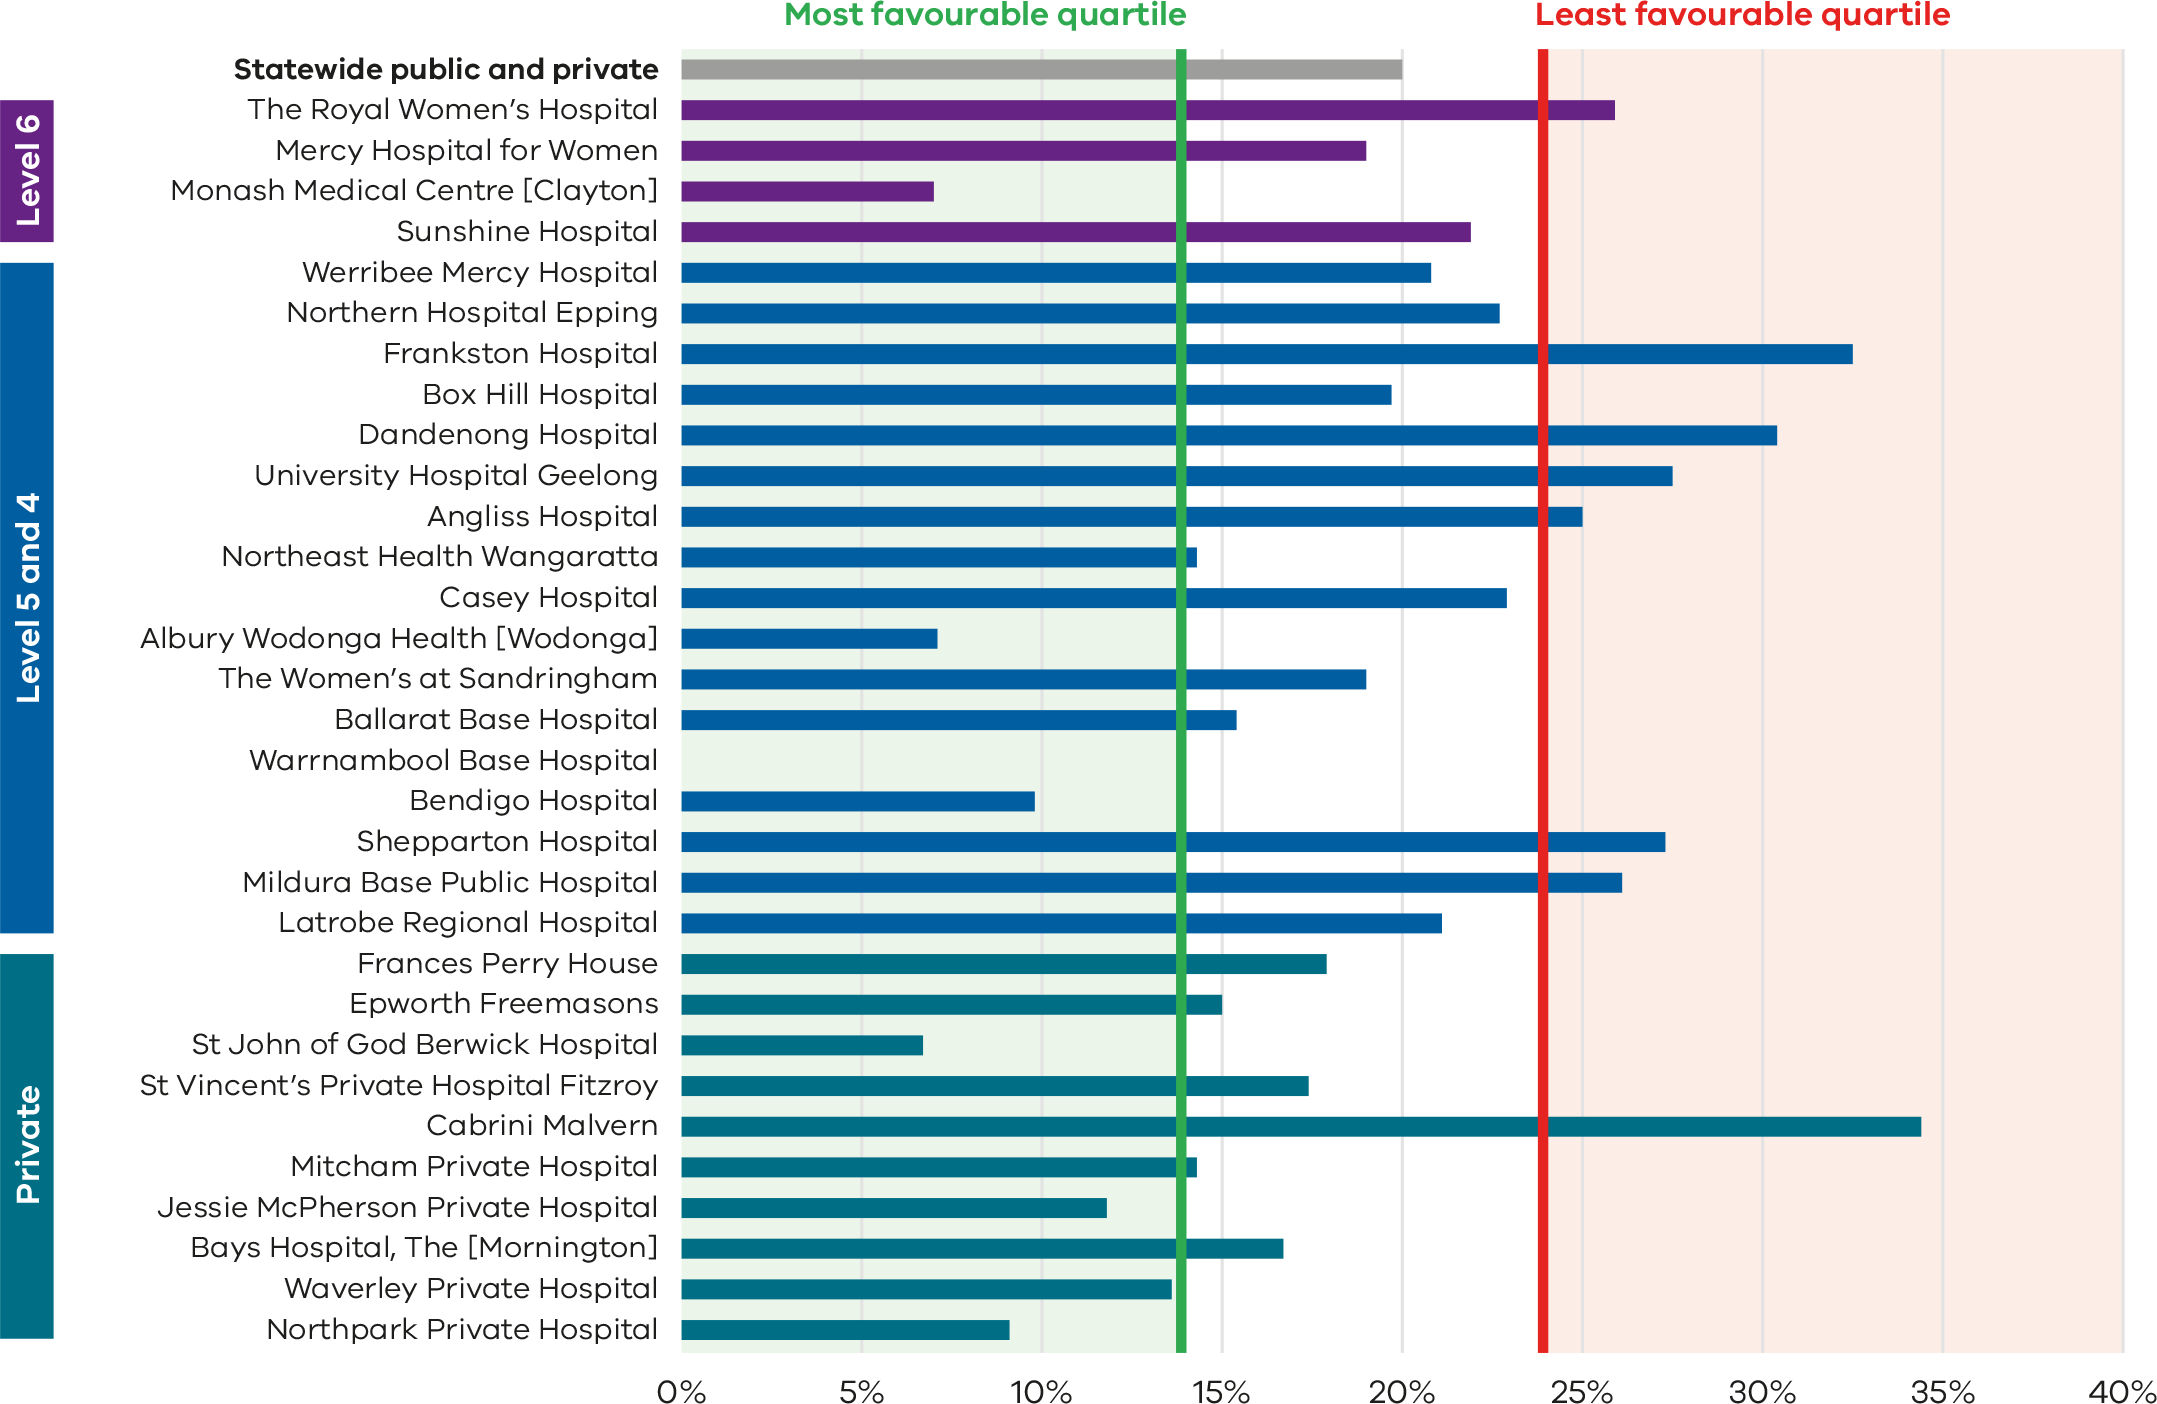 Most favourable quartile
Least favourable quartile
Statewide public and private
Level 6
The Royal Women’s Hospital
Mercy Hospital for Women
Monash Medical Centre [Clayton]
Sunshine Hospital
Level 5 and 4
Werribee Mercy Hospital
Northern Hospital Epping
Frankston Hospital
Box Hill Hospital
Dandenong Hospital
University Hospital Geelong
Angliss Hospital
Northeast Health Wangaratta
Casey Hospital
Albury Wodonga Health [Wodonga]
The Women’s at Sandringham
Ballarat Base Hospital
Warrnambool Base Hospital
Bendigo Hospital
Shepparton Hospital
Mildura Base Public Hospital
Latrobe Regional Hospital
Private
Frances Perry House
Epworth Freemasons
St John of God Berwick Hospital
St Vincent’s Private Hospital Fitzroy
Cabrini Malvern
Mitcham Private Hospital
Jessie McPherson Private Hospital
Bays Hospital, The [Mornington]
Waverley Private Hospital
Northpark Private Hospital
0% 5% 10% 15% 20% 25% 30% 35% 40%